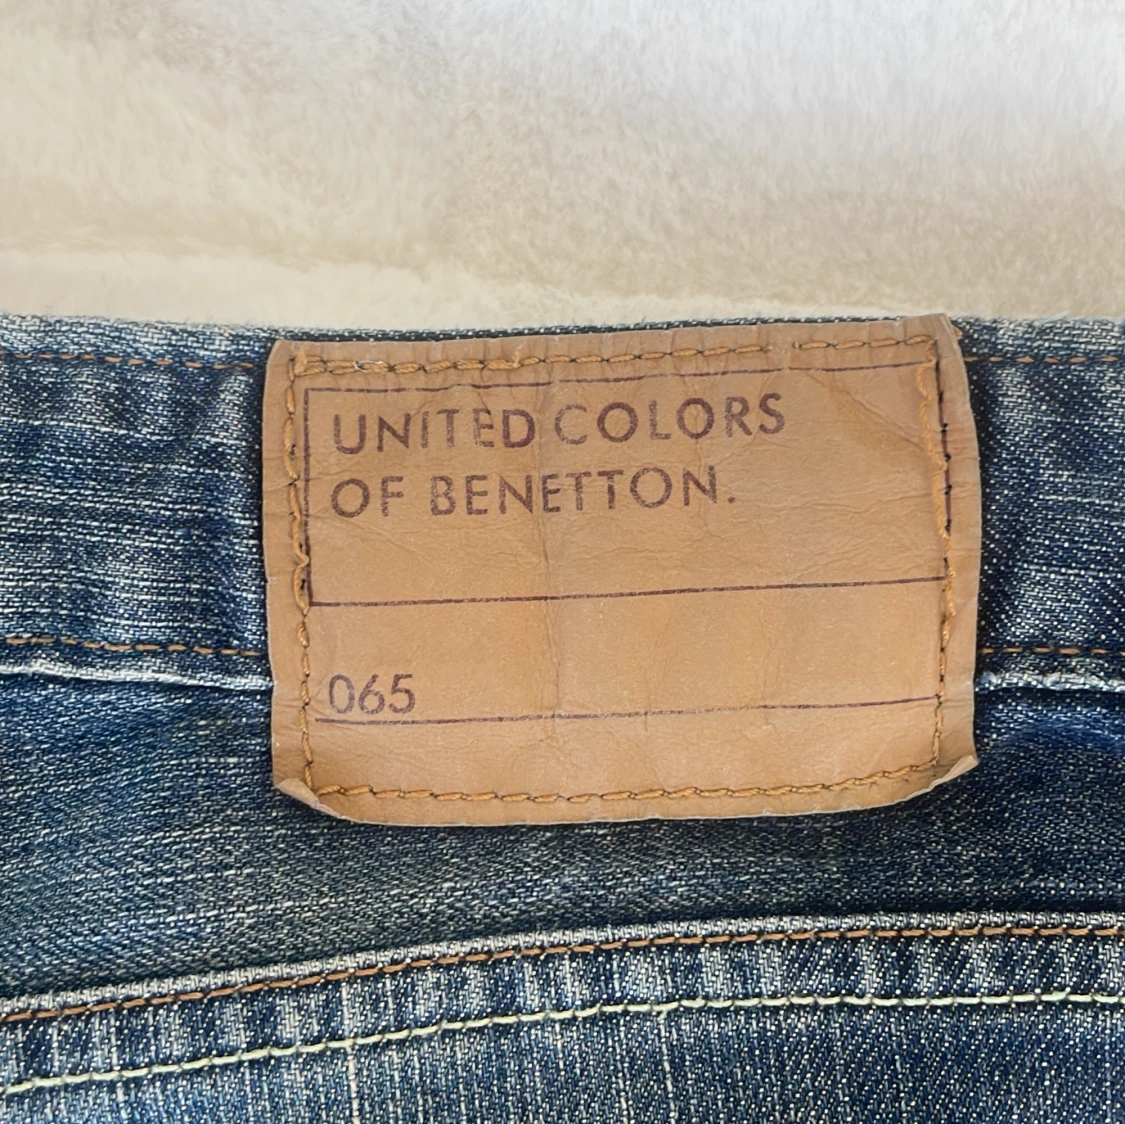 UNITED COLORS
OF BENETTON.
065